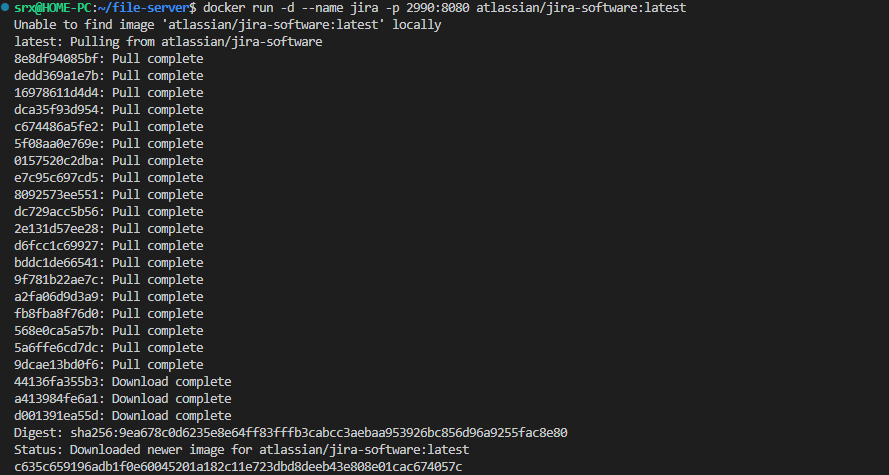 srx@HOME-PC:~/file-server$ docker run -d --name jira -p 2990:8080 atlassian/jira-software:latest
Unable to find image 'atlassian/jira-software:latest' locally
latest: Pulling from atlassian/jira-software
8e8df94085bf: Pull complete
dedd369a1e7b: Pull complete
16978611d4d4: Pull complete
dca35f93d954: Pull complete
c674486a5fe2: Pull complete
5f08aa0e769e: Pull complete
0157520c2dba: Pull complete
e7c95c697cd5: Pull complete
8092573ee551: Pull complete
dc729acc5b56: Pull complete
2e131d57ee28: Pull complete
d6fcc1c69927: Pull complete
bddc1de66541: Pull complete
9f781b22ae7c: Pull complete
a2fa06d9d3a9: Pull complete
fb8fba8f76d0: Pull complete
568e0ca5a57b: Pull complete
5a6ffe6cd7dc: Pull complete
9dcae13bd0f6: Pull complete
44136fa355b3: Download complete
a413984fe6a1: Download complete
d001391ea55d: Download complete
Digest: sha256:9ea678c0d6235e8e64ff83fffb3cabcc3aebaa953926bc856d96a9255fac8e80
Status: Downloaded newer image for atlassian/jira-software:latest
c635c659196adb1f0e60045201a182c11e723dbd8deeb43e808e01cac674057c